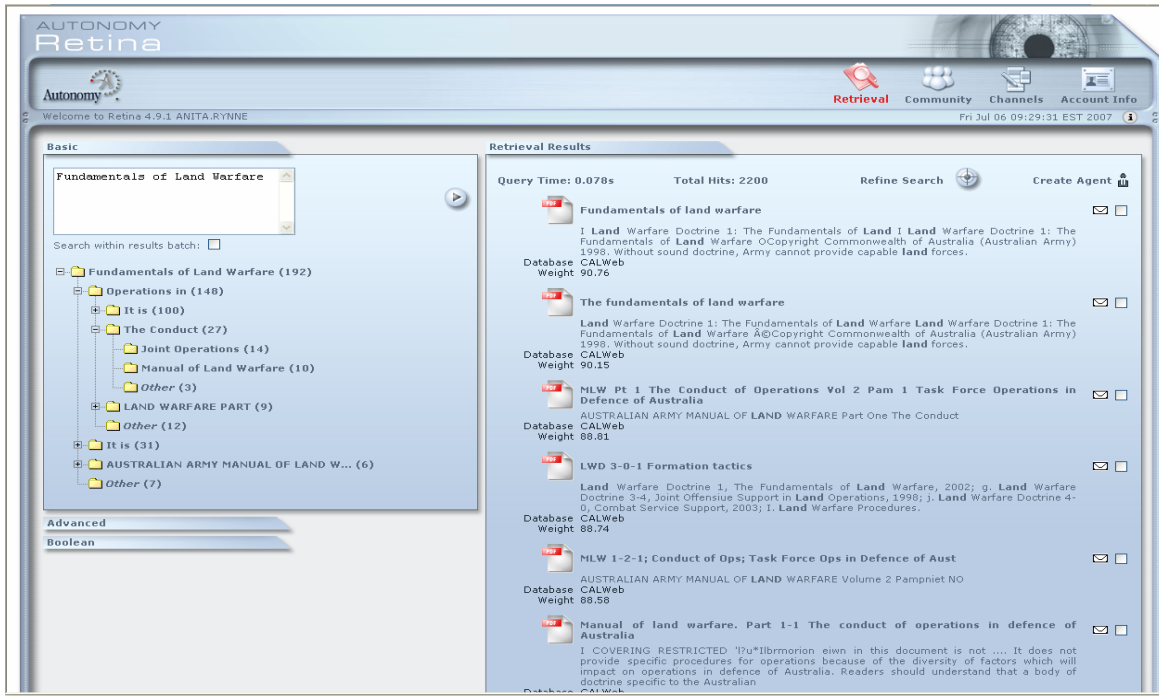 AUTONOMY
Retina
Autonomy
Retrieval Community Channels Account Info
Welcome to Retina 4.9.1 ANITA.RYNNE
Fri Jul 06 09:29:31 EST 2007
Basic
Fundamentals of Land Warfare
Search within results batch:
Fundamentals of Land Warfare (192)
Operations in (148)
It is (100)
The Conduct (27)
Joint Operations (14)
Manual of Land Warfare (10)
Other (3)
LAND WARFARE PART (9)
Other (12)
It is (31)
AUSTRALIAN ARMY MANUAL OF LAND W... (6)
Other (7)
Advanced
Boolean
Retrieval Results
Query Time: 0.078s Total Hits: 2200 Refine Search Create Agent
PDF
Fundamentals of land warfare
I Land Warfare Doctrine 1: The Fundamentals of Land I Land Warfare Doctrine 1: The
Fundamentals of Land Warfare OCopyright Commonwealth of Australia (Australian Army)
1998. Without sound doctrine, Army cannot provide capable land forces.
Database CALWeb
Weight 90.76
PDF
The fundamentals of land warfare
Land Warfare Doctrine 1: The Fundamentals of Land Warfare Land Warfare Doctrine 1: The
Fundamentals of Land Warfare Â©Copyright Commonwealth of Australia (Australian Army)
1998. Without sound doctrine, Army cannot provide capable land forces.
Database CALWeb
Weight 90.15
PDF
MLW Pt 1 The Conduct of Operations Vol 2 Pam 1 Task Force Operations in
Defence of Australia
AUSTRALIAN ARMY MANUAL OF LAND WARFARE Part One The Conduct
Database CALWeb
Weight 88.81
PDF
LWD 3-0-1 Formation tactics
Land Warfare Doctrine 1, The Fundamentals of Land Warfare, 2002; g. Land Warfare
Doctrine 3-4, Joint Offensiue Support in Land Operations, 1998; j. Land Warfare Doctrine 4-
0, Combat Service Support, 2003; I. Land Warfare Procedures.
Database CALWeb
Weight 88.74
PDF
MLW 1-2-1; Conduct of Ops; Task Force Ops in Defence of Aust
AUSTRALIAN ARMY MANUAL OF LAND WARFARE Volume 2 Pampniet NO
Database CALWeb
Weight 88.58
PDF
Manual of land warfare. Part 1-1 The conduct of operations in defence of
Australia
I COVERING RESTRICTED 'l?u*Ilbrmorion eiwn in this document is not .... It does not
provide specific procedures for operations because of the diversity of factors which will
impact on operations in defence of Australia. Readers should understand that a body of
doctrine specific to the Australian
Database CALWeb